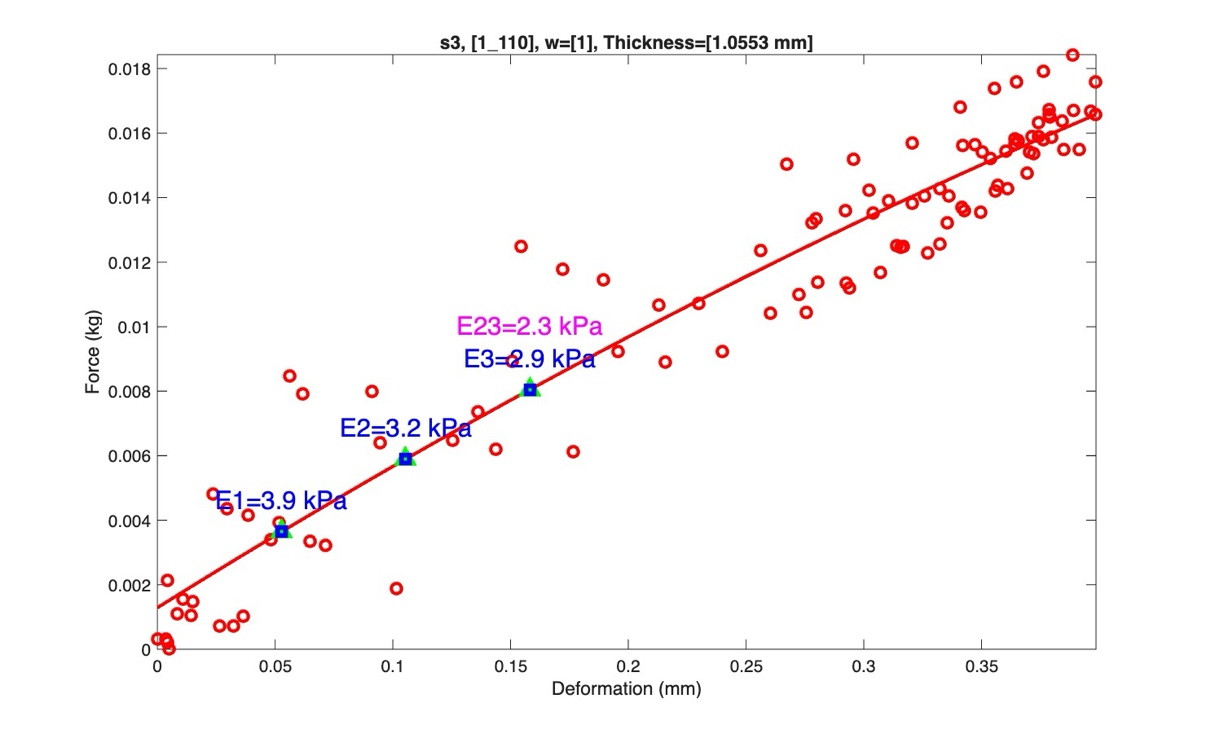 s3, [1_110], w=[1], Thickness=[1.0553 mm]
0.018
0.016
0.014
0.012
0.01
0.008
0.006
0.004
0.002
0
Force (kg)
E23=2.3 kPa
E3=2.9 kPa
E2=3.2 kPa
E1=3.9 kPa
0 0.05 0.1 0.15 0.2 0.25 0.3 0.35
Deformation (mm)